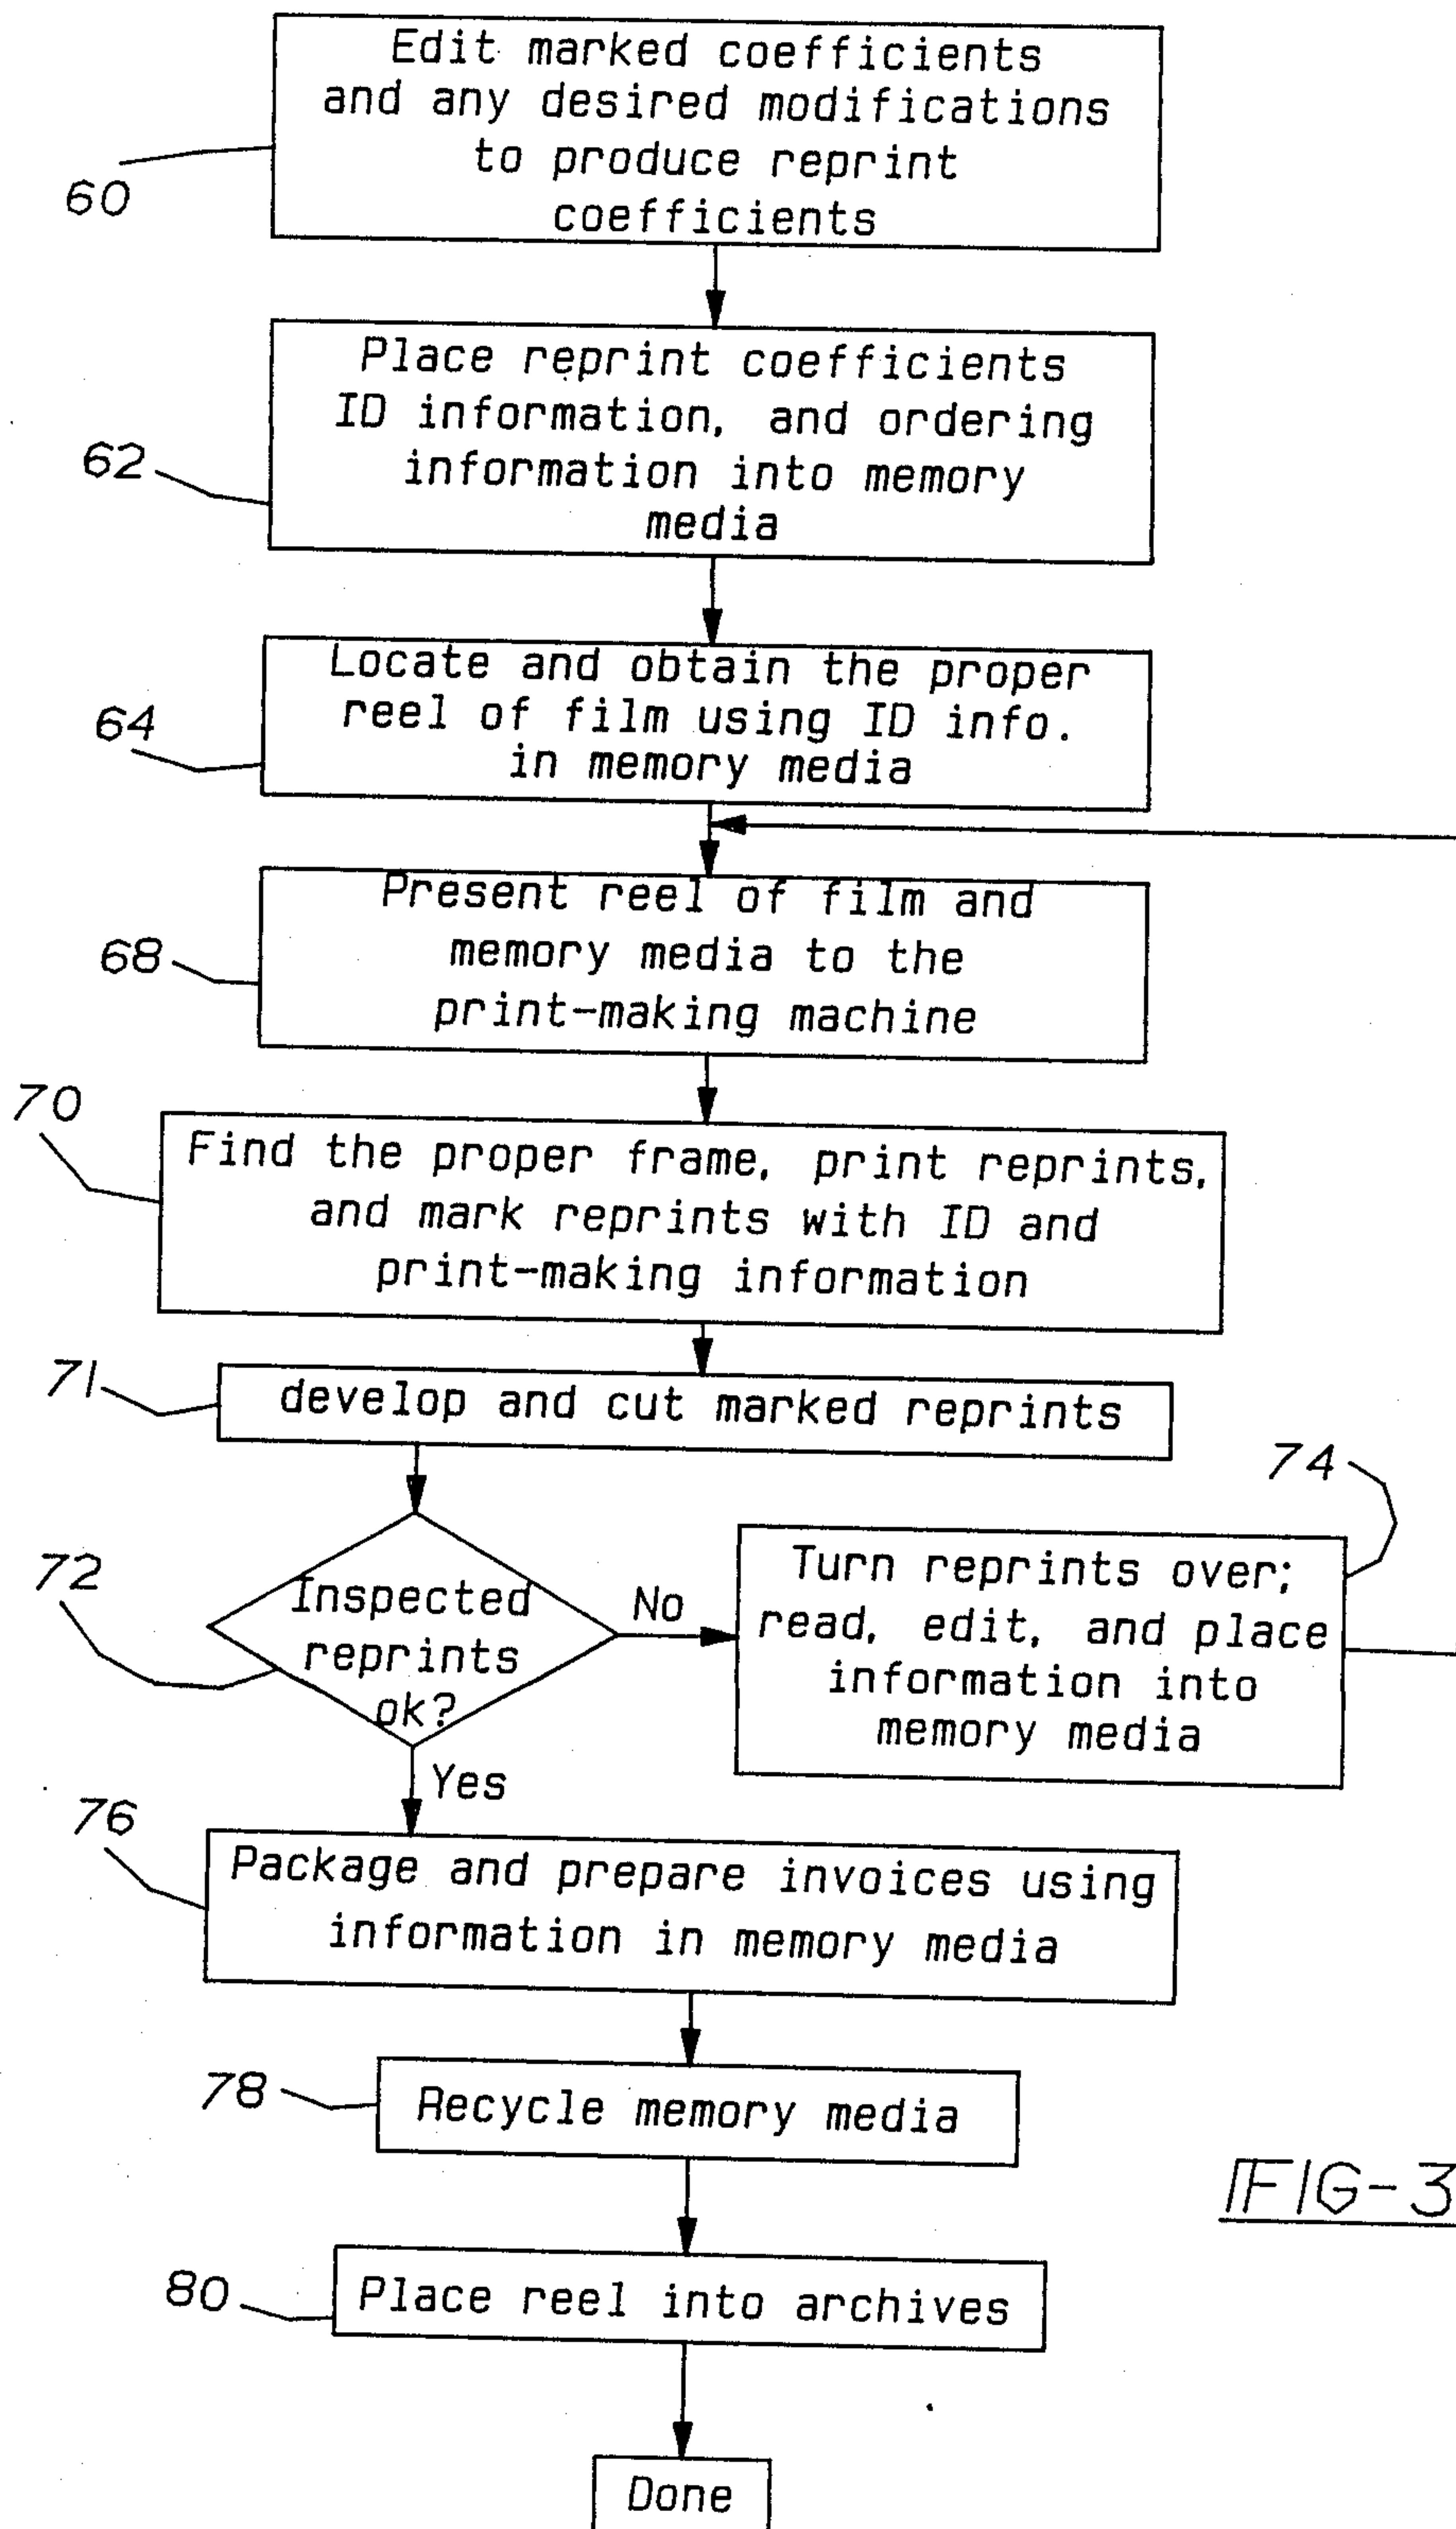 Edit marked coefficients
and any desired modifications
to produce reprint
coefficients
60
Place reprint coefficients
ID information, and ordering
information into memory
media
62
Locate and obtain the proper
reel of film using ID info.
in memory media
64
Present reel of film and
memory media to the
print-making machine
68
70
Find the proper frame, print reprints,
and mark reprints with ID and
print-making information
71
develop and cut marked reprints
72
Inspected
reprints
ok?
No
74
Turn reprints over;
read, edit, and place
information into
memory media
Yes
76
Package and prepare invoices using
information in memory media
78
Recycle memory media
FIG-3
80
Place reel into archives
Done